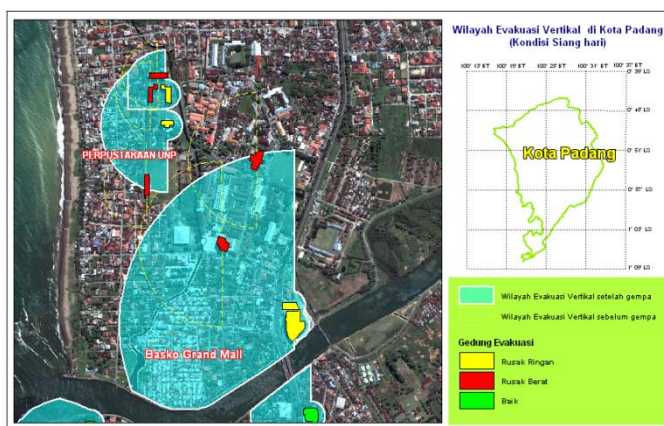 Wilayah Evakuasi Vertikal di Kota Padang
(Kondisi Siang hari)
100° 13' BT 100° 19' BT 100° 25' BT 100° 31' BT 100° 37' BT
0° 39' LS
0° 45' LS
0° 51' LS
0° 57' LS
1° 03' LS
1° 09' LS
Kota Padang
PERPUSTAKAAN UNP
Basko Grand Mall
Wilayah Evakuasi Vertikal setelah gempa
Wilayah Evakuasi Vertikal sebelum gempa
Gedung Evakuasi
Rusak Ringan
Rusak Berat
Baik